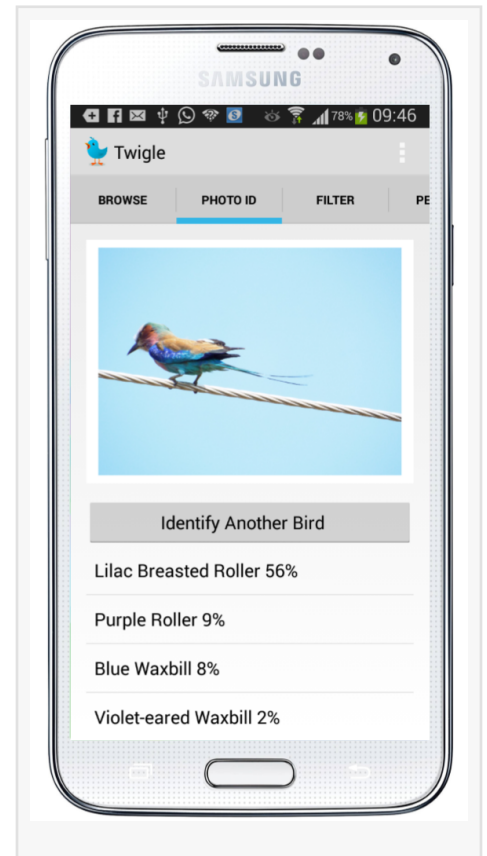 SAMSUNG
78% 09:46
Twigle
BROWSE PHOTO ID FILTER PE
Identify Another Bird
Lilac Breasted Roller 56%
Purple Roller 9%
Blue Waxbill 8%
Violet-eared Waxbill 2%